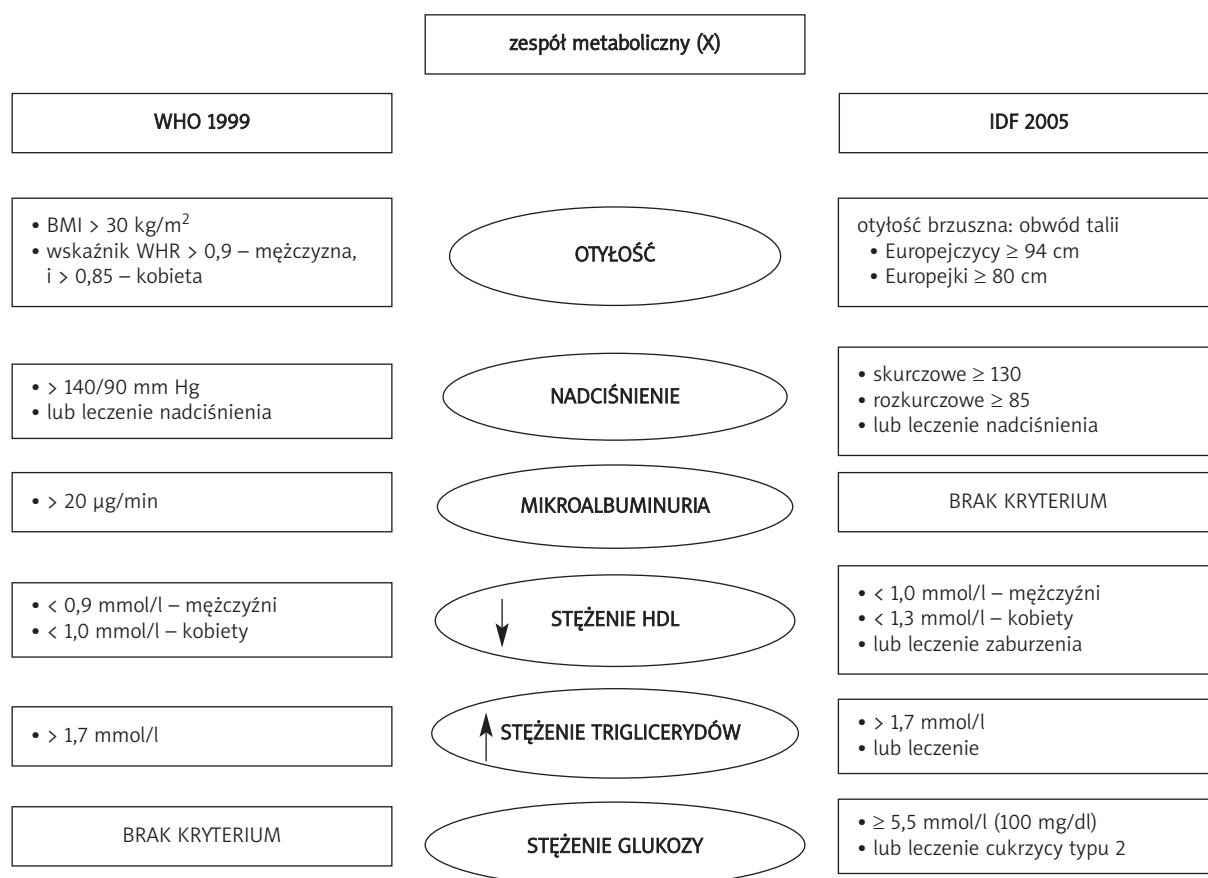 zespół metaboliczny (X)
WHO 1999
IDF 2005
• BMI > 30 kg/m²
• wskaźnik WHR > 0,9 – mężczyzna,
i > 0,85 – kobieta
OTYŁOŚĆ
otyłość brzuszna: obwód talii
• Europejczycy ≥ 94 cm
• Europejki ≥ 80 cm
• > 140/90 mm Hg
• lub leczenie nadciśnienia
NADCIŚNIENIE
• skurczowe ≥ 130
• rozkurczowe ≥ 85
• lub leczenie nadciśnienia
• > 20 μg/min
MIKROALBUMINURIA
BRAK KRYTERIUM
• < 0,9 mmol/l – mężczyźni
• < 1,0 mmol/l – kobiety
STĘŻENIE HDL
• < 1,0 mmol/l – mężczyźni
• < 1,3 mmol/l – kobiety
• lub leczenie zaburzenia
• > 1,7 mmol/l
STĘŻENIE TRIGLICERYDÓW
• > 1,7 mmol/l
• lub leczenie
BRAK KRYTERIUM
STĘŻENIE GLUKOZY
• ≥ 5,5 mmol/l (100 mg/dl)
• lub leczenie cukrzycy typu 2